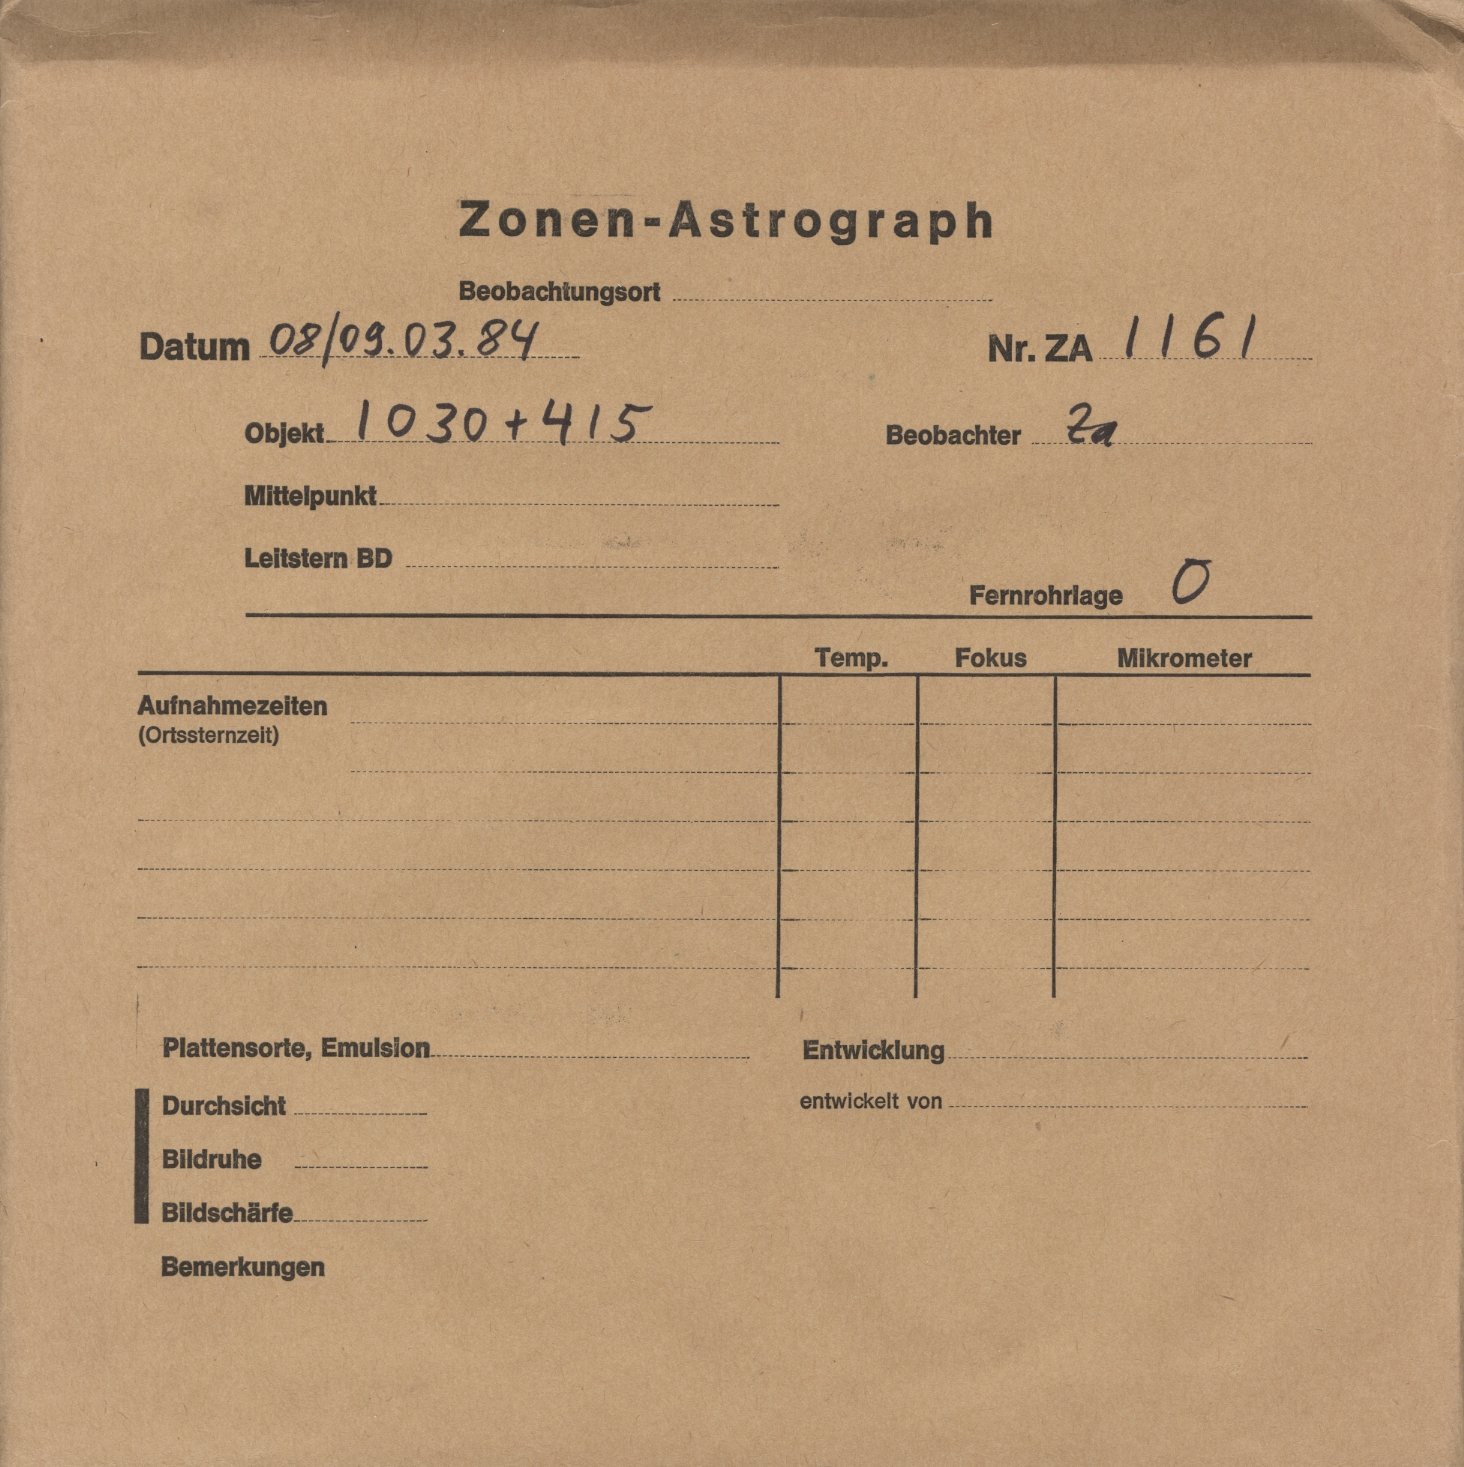 Zonen-Astrograph
Beobachtungsort
Datum 08/09.03.84 Nr. ZA 1161
Objekt 1030+415 Beobachter Za
Mittelpunkt
Leitstern BD
Fernrohrlage O
Temp. Fokus Mikrometer
Aufnahmezeiten
(Ortssternzeit)
Plattensorte, Emulsion Entwicklung
Durchsicht entwickelt von
Bildruhe
Bildschärfe
Bemerkungen